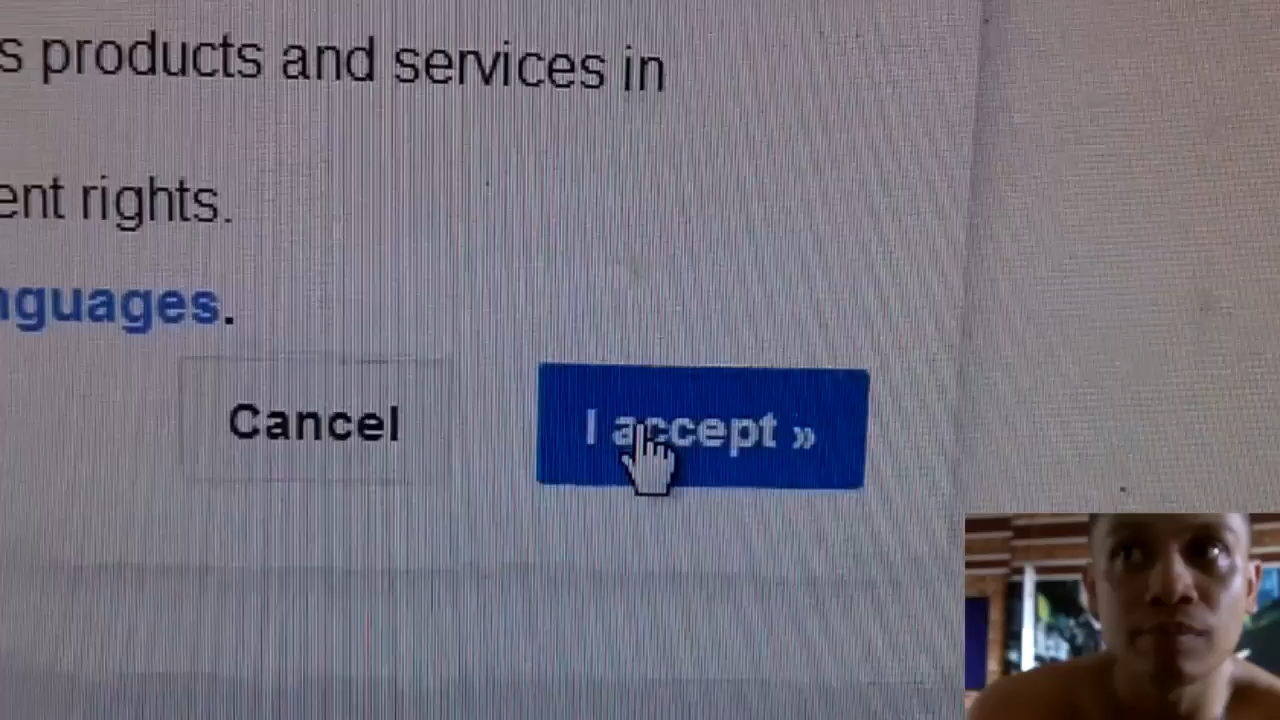 s products and services in
ent rights.
nguages.
Cancel
I accept »